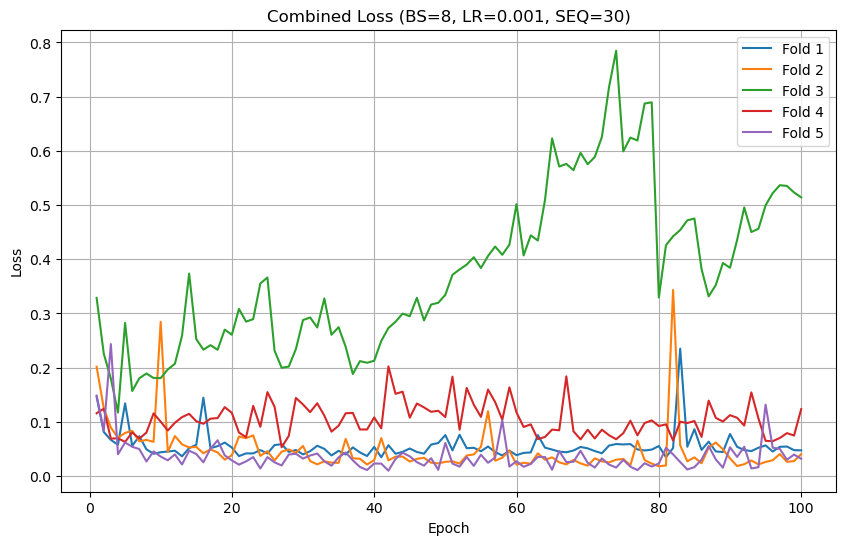 Combined Loss (BS=8, LR=0.001, SEQ=30)
Fold 1
Fold 2
Fold 3
Fold 4
Fold 5
Loss
0.8
0.7
0.6
0.5
0.4
0.3
0.2
0.1
0.0
0
20
40
60
80
100
Epoch